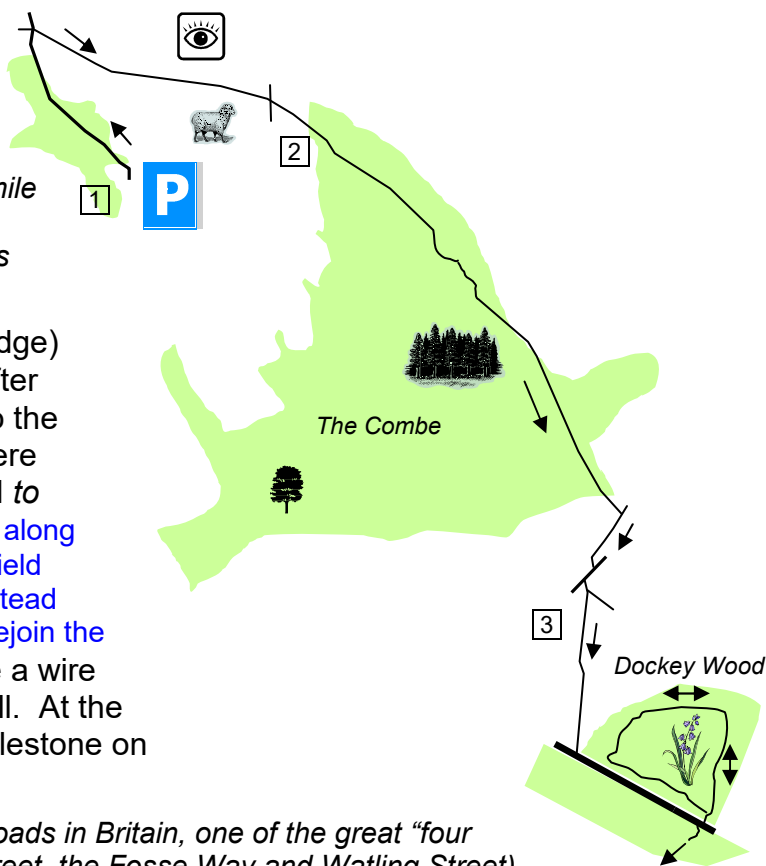 2
P
1
nile
s
dge)
fter
o the
The Combe
ere
d to
along
ield
tead
ejoin the
3
e a wire
Dockey Wood
ll. At the
lestone on
oads in Britain, one of the great “four
reet, the Fosse Way and Watling Street)